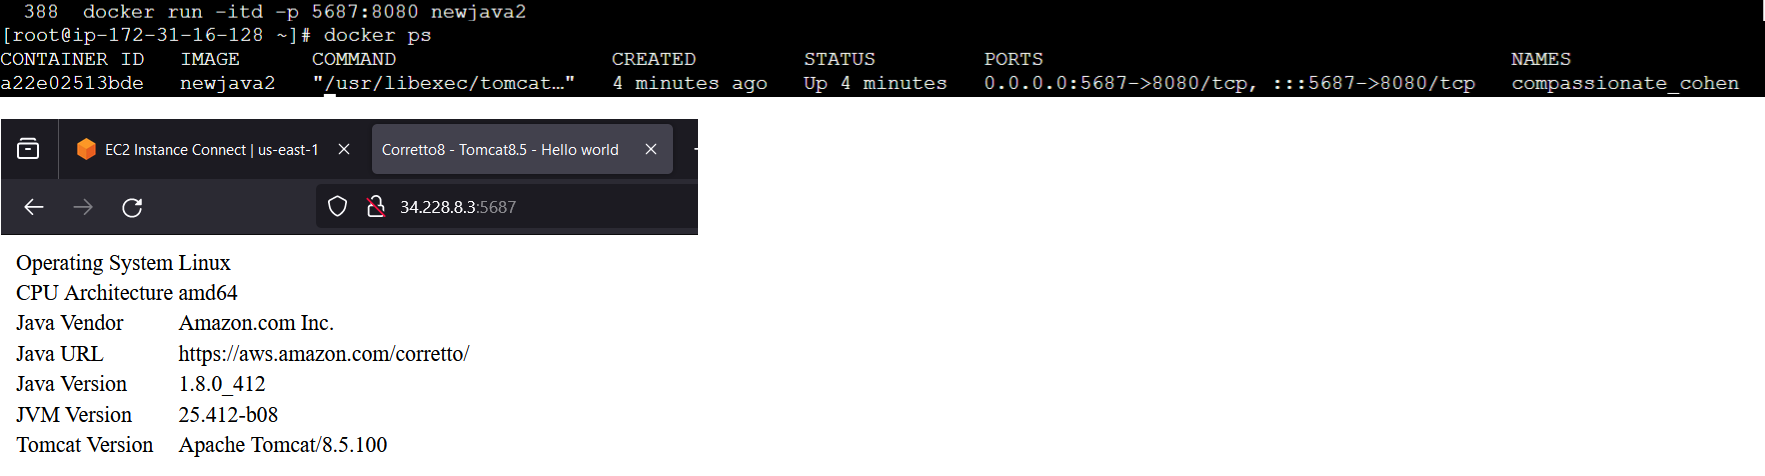 388 docker run -itd -p 5687:8080 newjava2
[root@ip-172-31-16-128 ~]# docker ps
CONTAINER ID IMAGE COMMAND CREATED STATUS PORTS NAMES
a22e02513bde newjava2 "/usr/libexec/tomcat…" 4 minutes ago Up 4 minutes 0.0.0.0:5687->8080/tcp, :::5687->8080/tcp compassionate_cohen
EC2 Instance Connect | us-east-1 Corretto8 - Tomcat8.5 - Hello world
34.228.8.3:5687
Operating System Linux
CPU Architecture amd64
Java Vendor Amazon.com Inc.
Java URL https://aws.amazon.com/corretto/
Java Version 1.8.0_412
JVM Version 25.412-b08
Tomcat Version Apache Tomcat/8.5.100